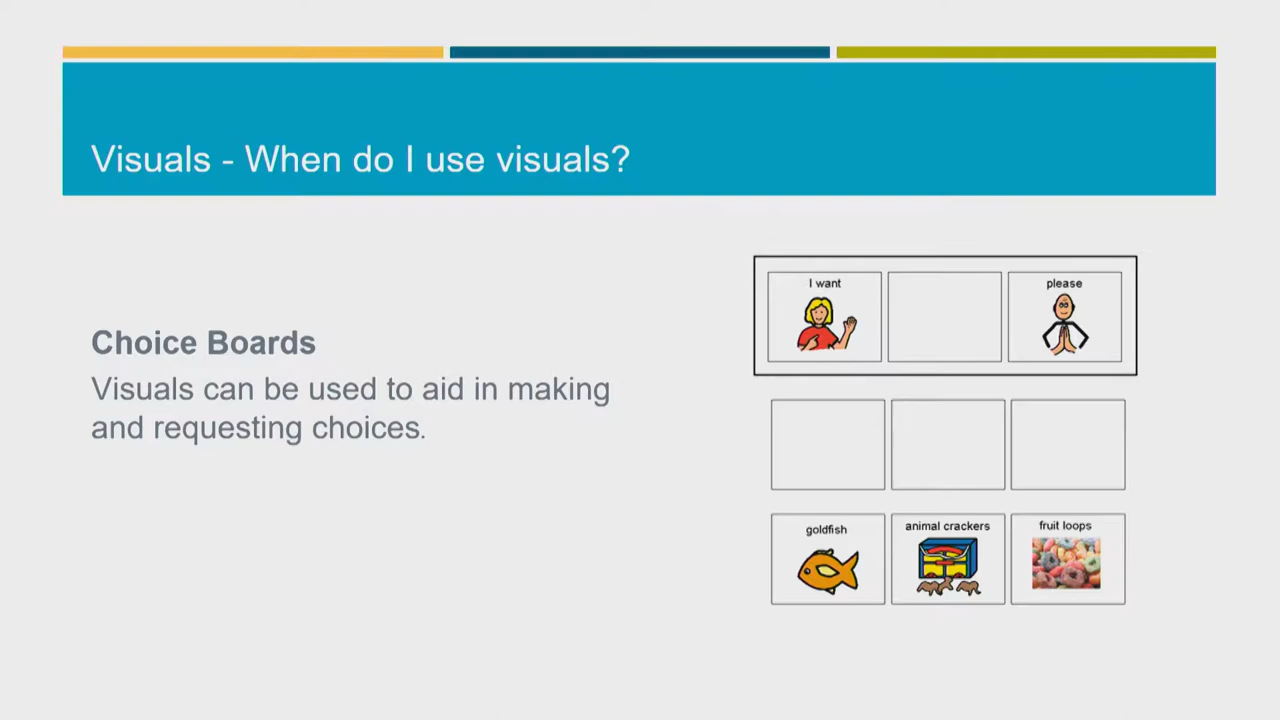 Visuals - When do I use visuals?
Choice Boards
Visuals can be used to aid in making
and requesting choices.
I want
please
goldfish
animal crackers
fruit loops